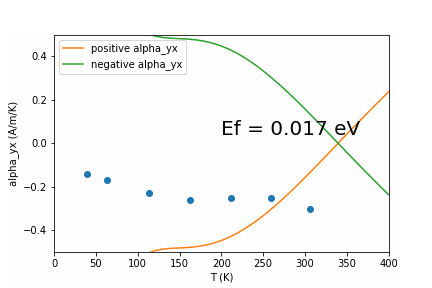 0.4
positive alpha_yx
negative alpha_yx
0.2
Ef = 0.017 eV
0.0
−0.2
−0.4
alpha_yx (A/m/K)
0 50 100 150 200 250 300 350 400
T (K)